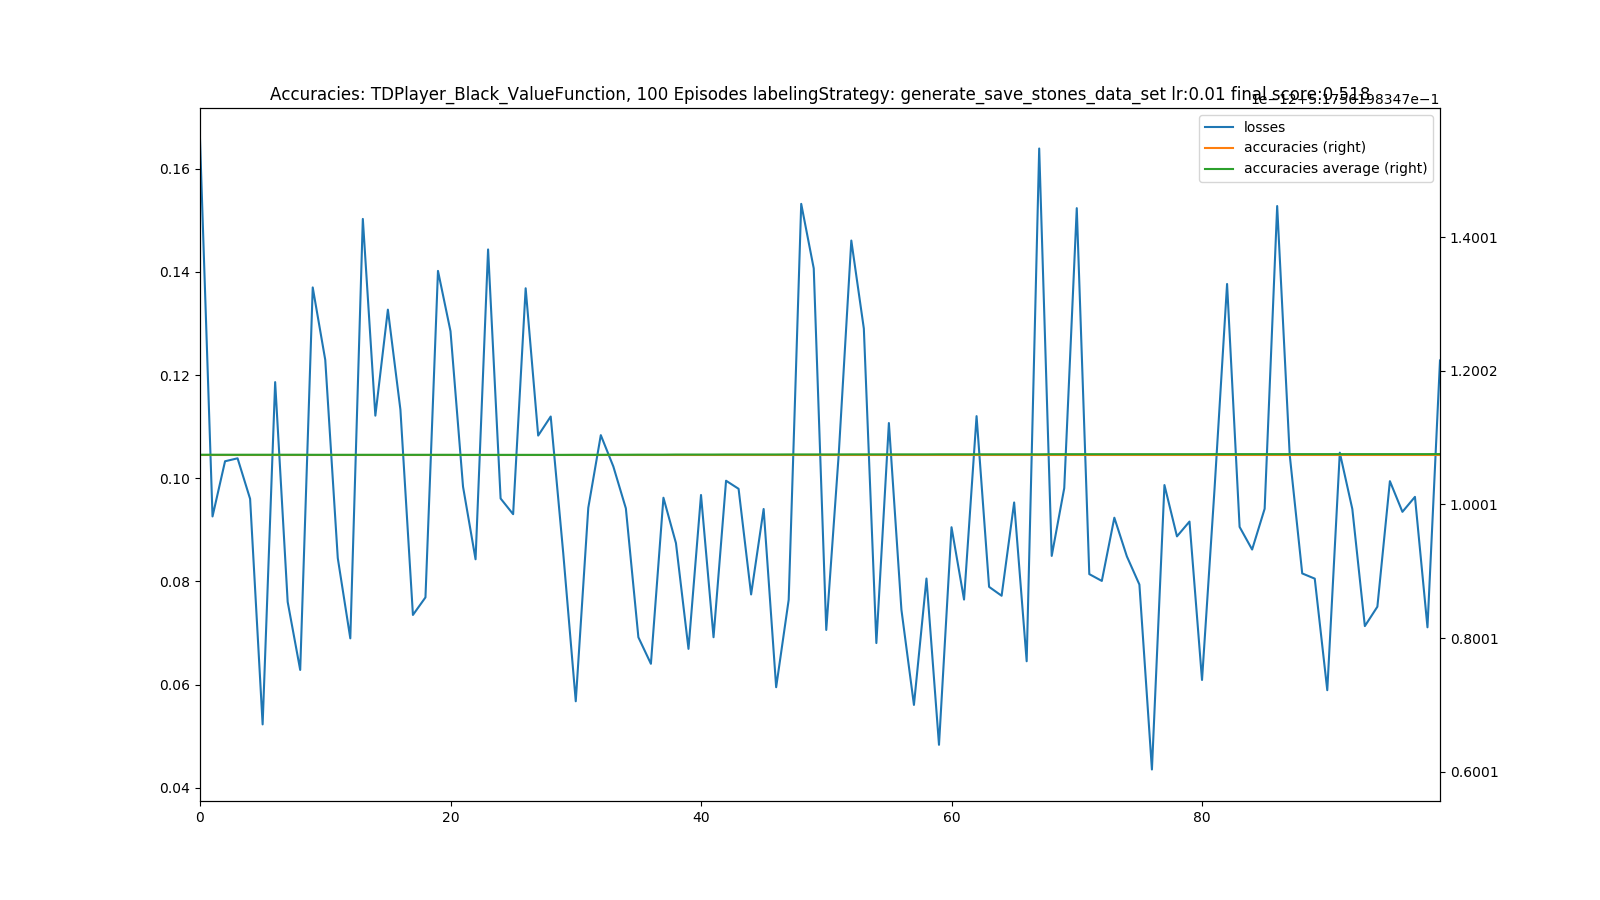 Accuracies: TDPlayer_Black_ValueFunction, 100 Episodes labelingStrategy: generate_save_stones_data_set lr:0.01 final score:0.518
1e−12+5.1756198347e−1
losses
accuracies (right)
accuracies average (right)
0.16
0.14
0.12
0.10
0.08
0.06
0.04
1.4001
1.2002
1.0001
0.8001
0.6001
0 20 40 60 80